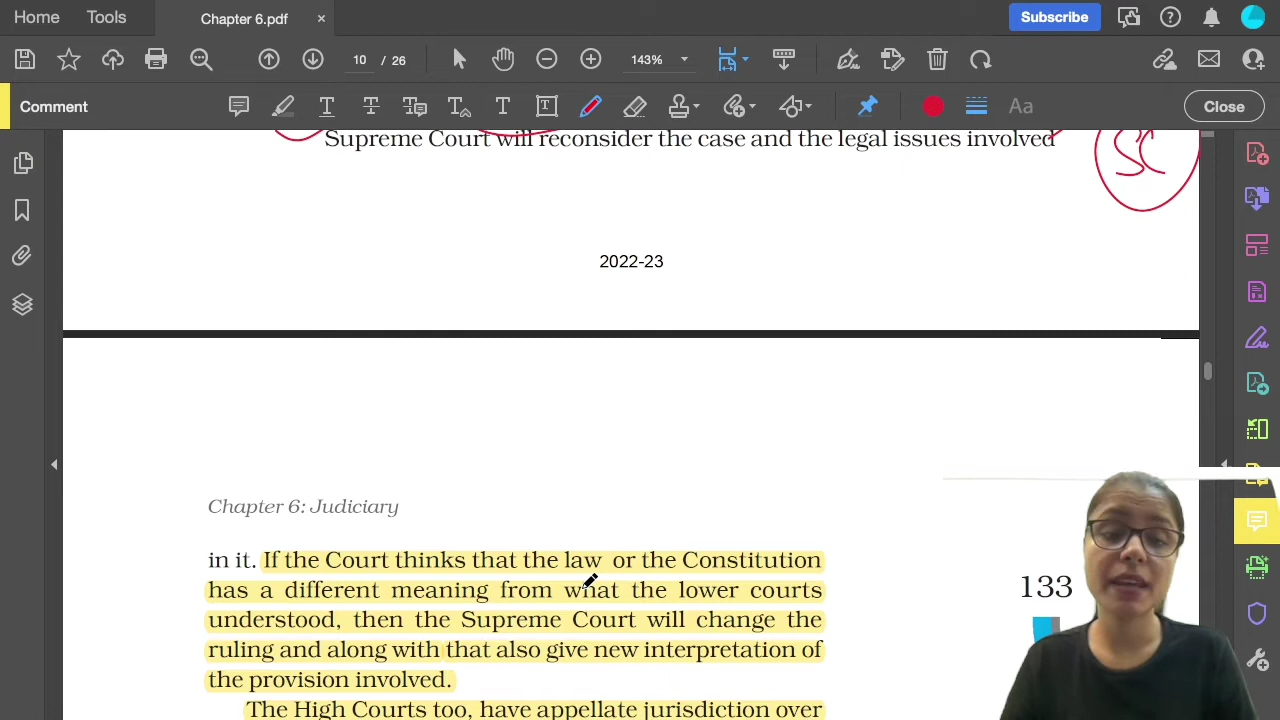 Home
Tools
Chapter 6.pdf
×
Subscribe
10 / 26
143%
Comment
Aa
Close
Supreme Court will reconsider the case and the legal issues involved
SC
2022-23
Chapter 6: Judiciary
in it. If the Court thinks that the law or the Constitution
has a different meaning from what the lower courts
understood, then the Supreme Court will change the
ruling and along with that also give new interpretation of
the provision involved.
The High Courts too, have appellate jurisdiction over
133